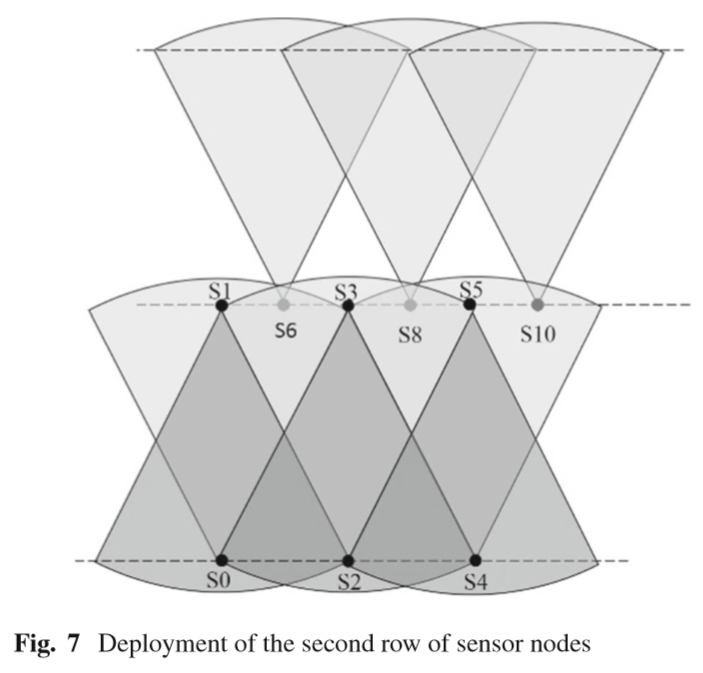 S1 S3 S5
S6 S8 S10
S0 S2 S4
Fig. 7 Deployment of the second row of sensor nodes